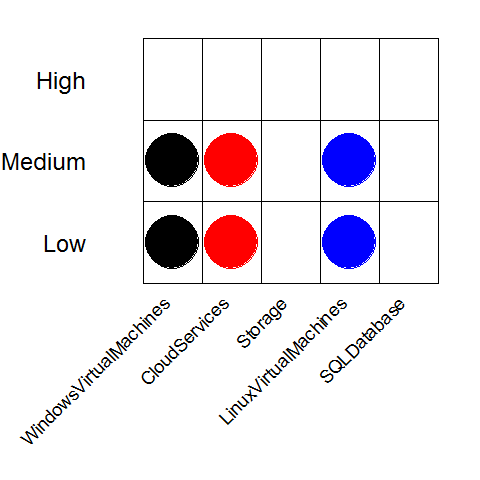 High
Medium
Low
WindowsVirtualMachines
CloudServices
Storage
LinuxVirtualMachines
SQLDatabase